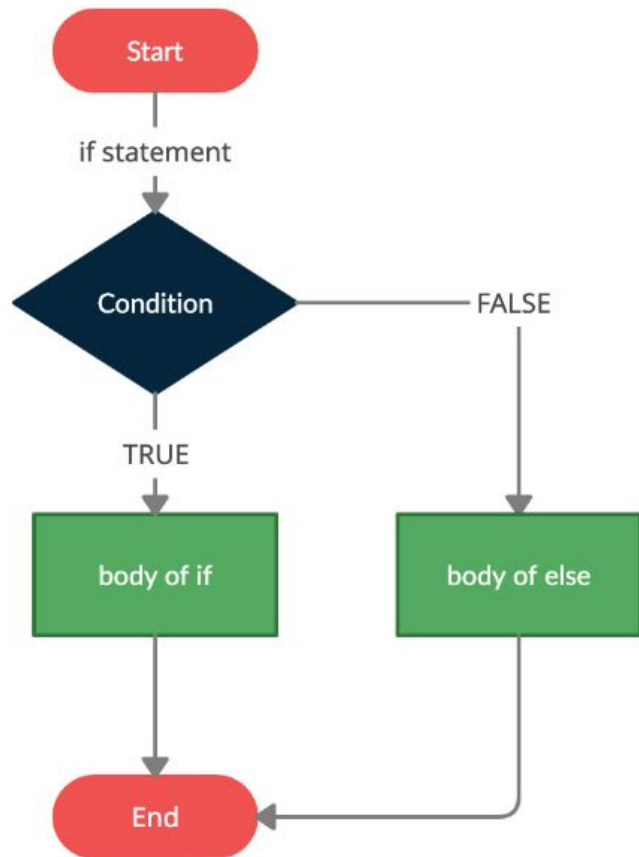 Start
if statement
Condition
FALSE
TRUE
body of if
body of else
End